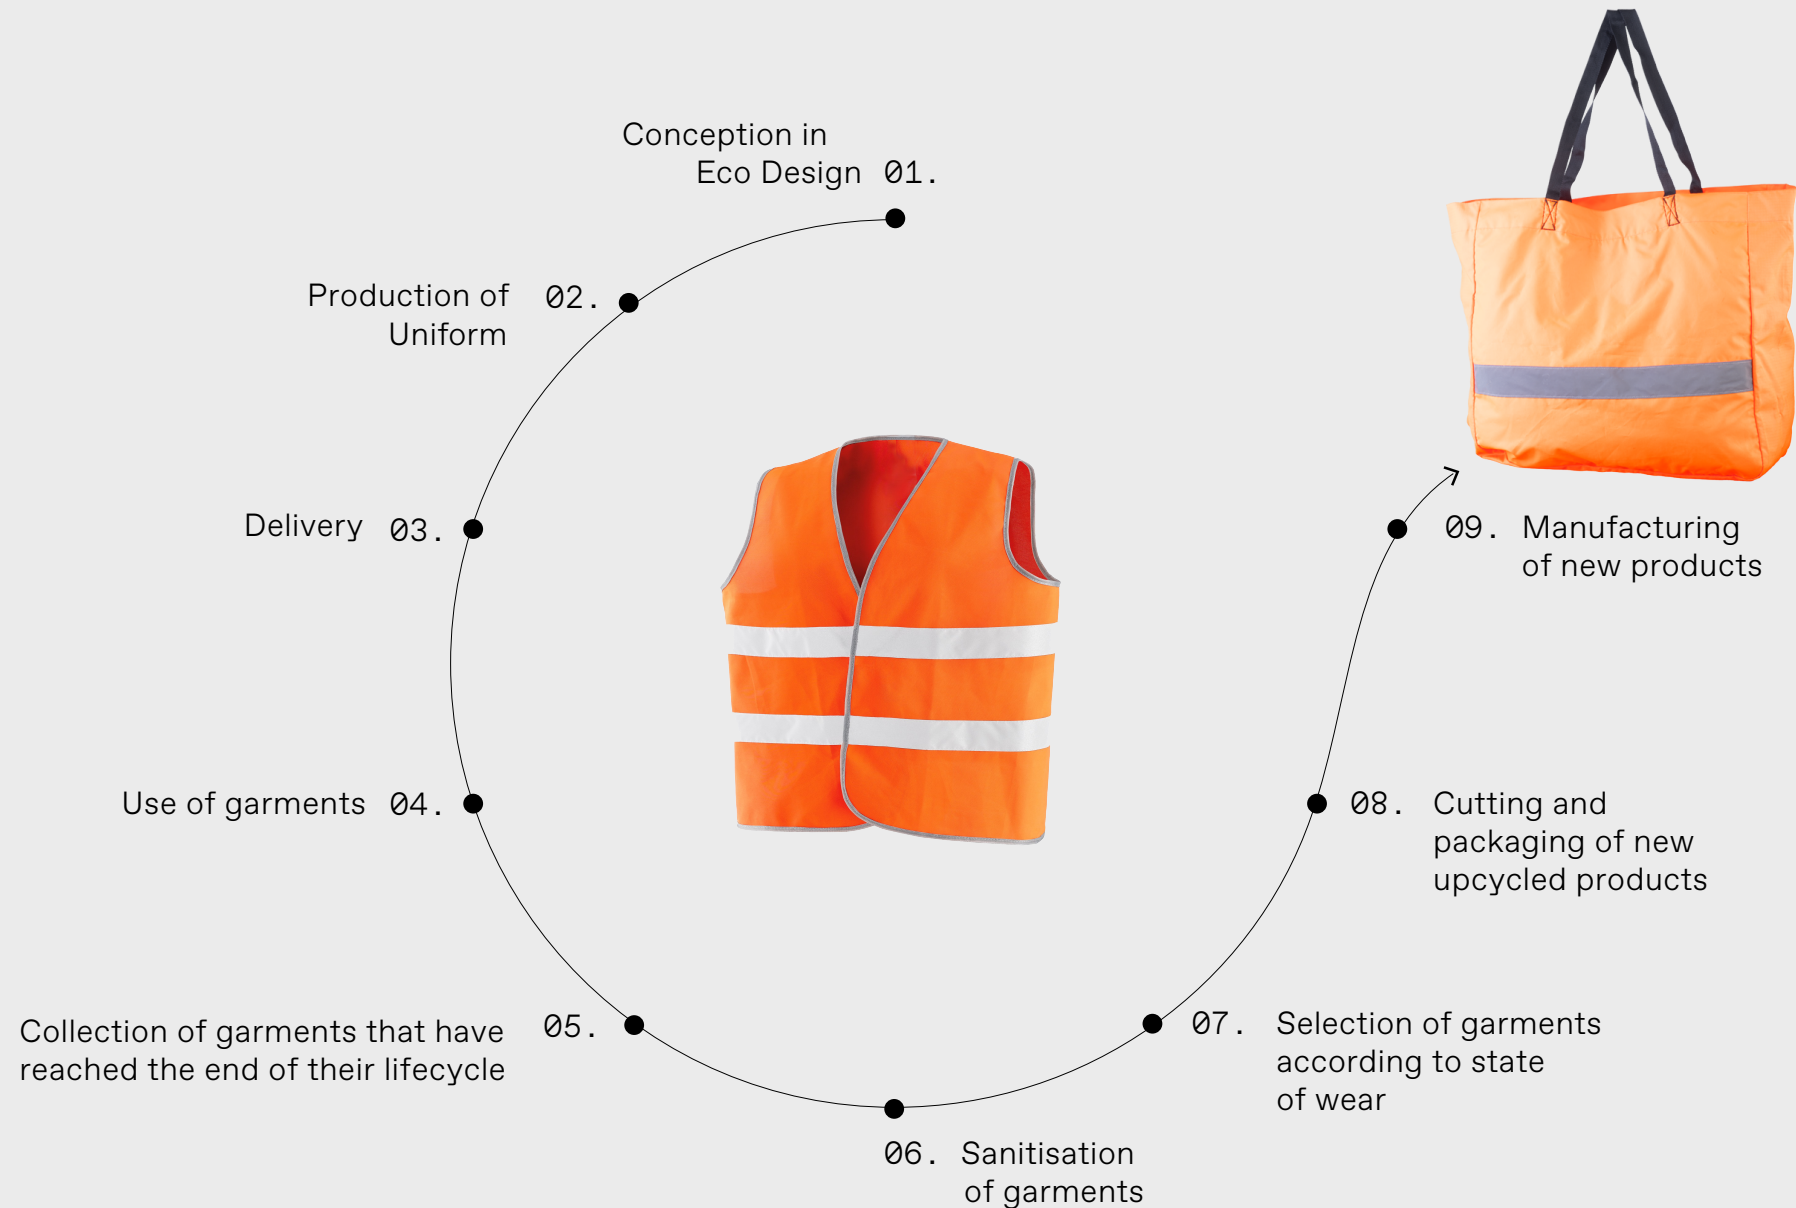 Conception in
Eco Design 01.
Production of 02.
Uniform
Delivery 03.
Use of garments 04.
Collection of garments that have 05.
reached the end of their lifecycle
06. Sanitisation
of garments
07. Selection of garments
according to state
of wear
08. Cutting and
packaging of new
upcycled products
09. Manufacturing
of new products